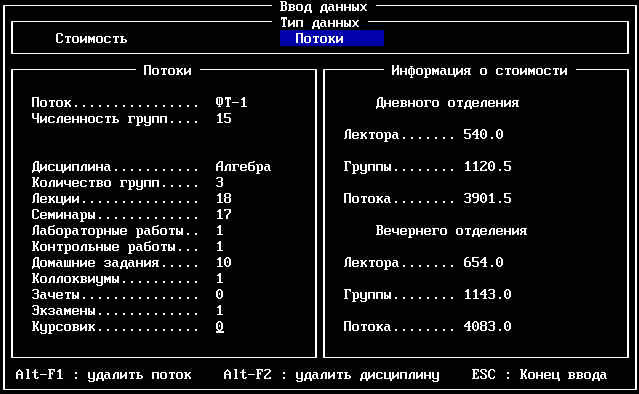 Ввод данных
Тип данных
Стоимость Потоки
Потоки
Поток................ ФТ-1
Численность групп.... 15
Дисциплина........... Алгебра
Количество групп..... 3
Лекции............... 18
Семинары............. 17
Лабораторные работы.. 1
Контрольные работы... 1
Домашние задания..... 10
Коллоквиумы.......... 1
Зачеты............... 0
Экзамены............. 1
Курсовик............. 0
Информация о стоимости
Дневного отделения
Лектора....... 540.0
Группы........ 1120.5
Потока........ 3901.5
Вечернего отделения
Лектора....... 654.0
Группы........ 1143.0
Потока........ 4083.0
Alt-F1 : удалить поток Alt-F2 : удалить дисциплину ESC : Конец ввода